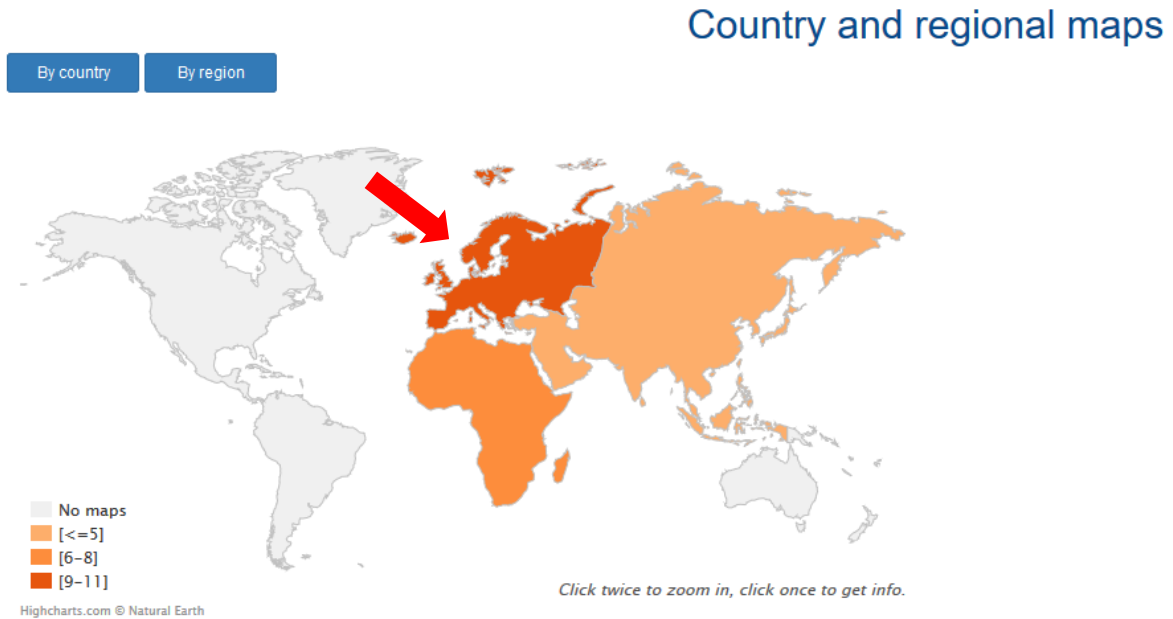 Country and regional maps
By country
By region
No maps
[<=5]
[6-8]
[9-11]
Click twice to zoom in, click once to get info.
Highcharts.com © Natural Earth